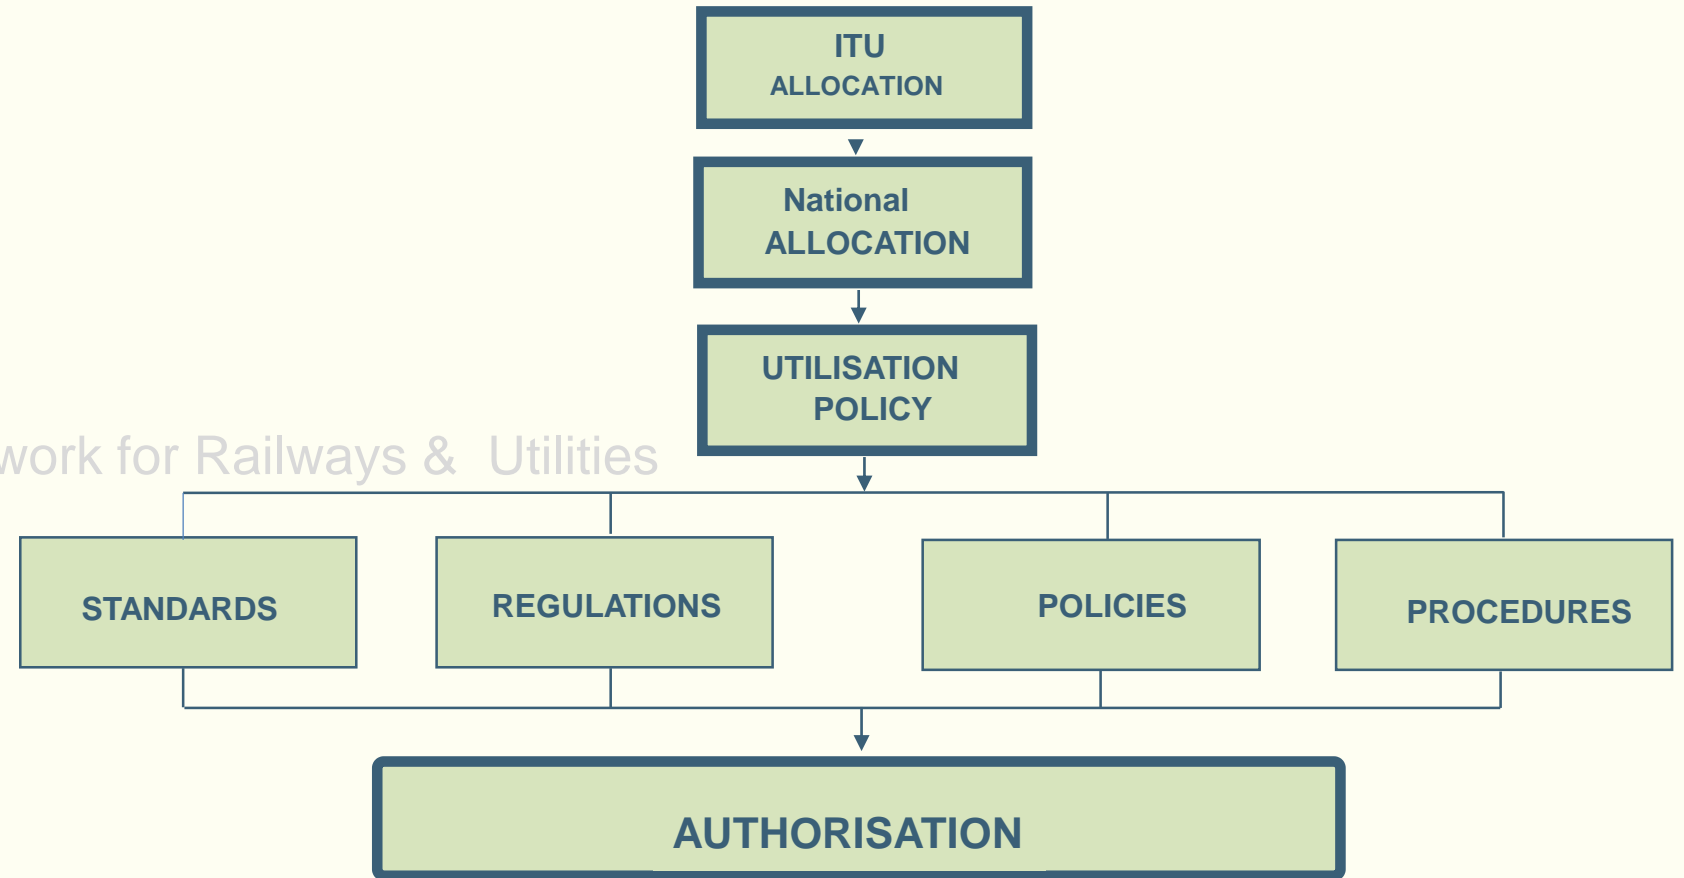 ITU
ALLOCATION
National
ALLOCATION
UTILISATION
POLICY
work for Railways & Utilities
STANDARDS
REGULATIONS
POLICIES
PROCEDURES
AUTHORISATION